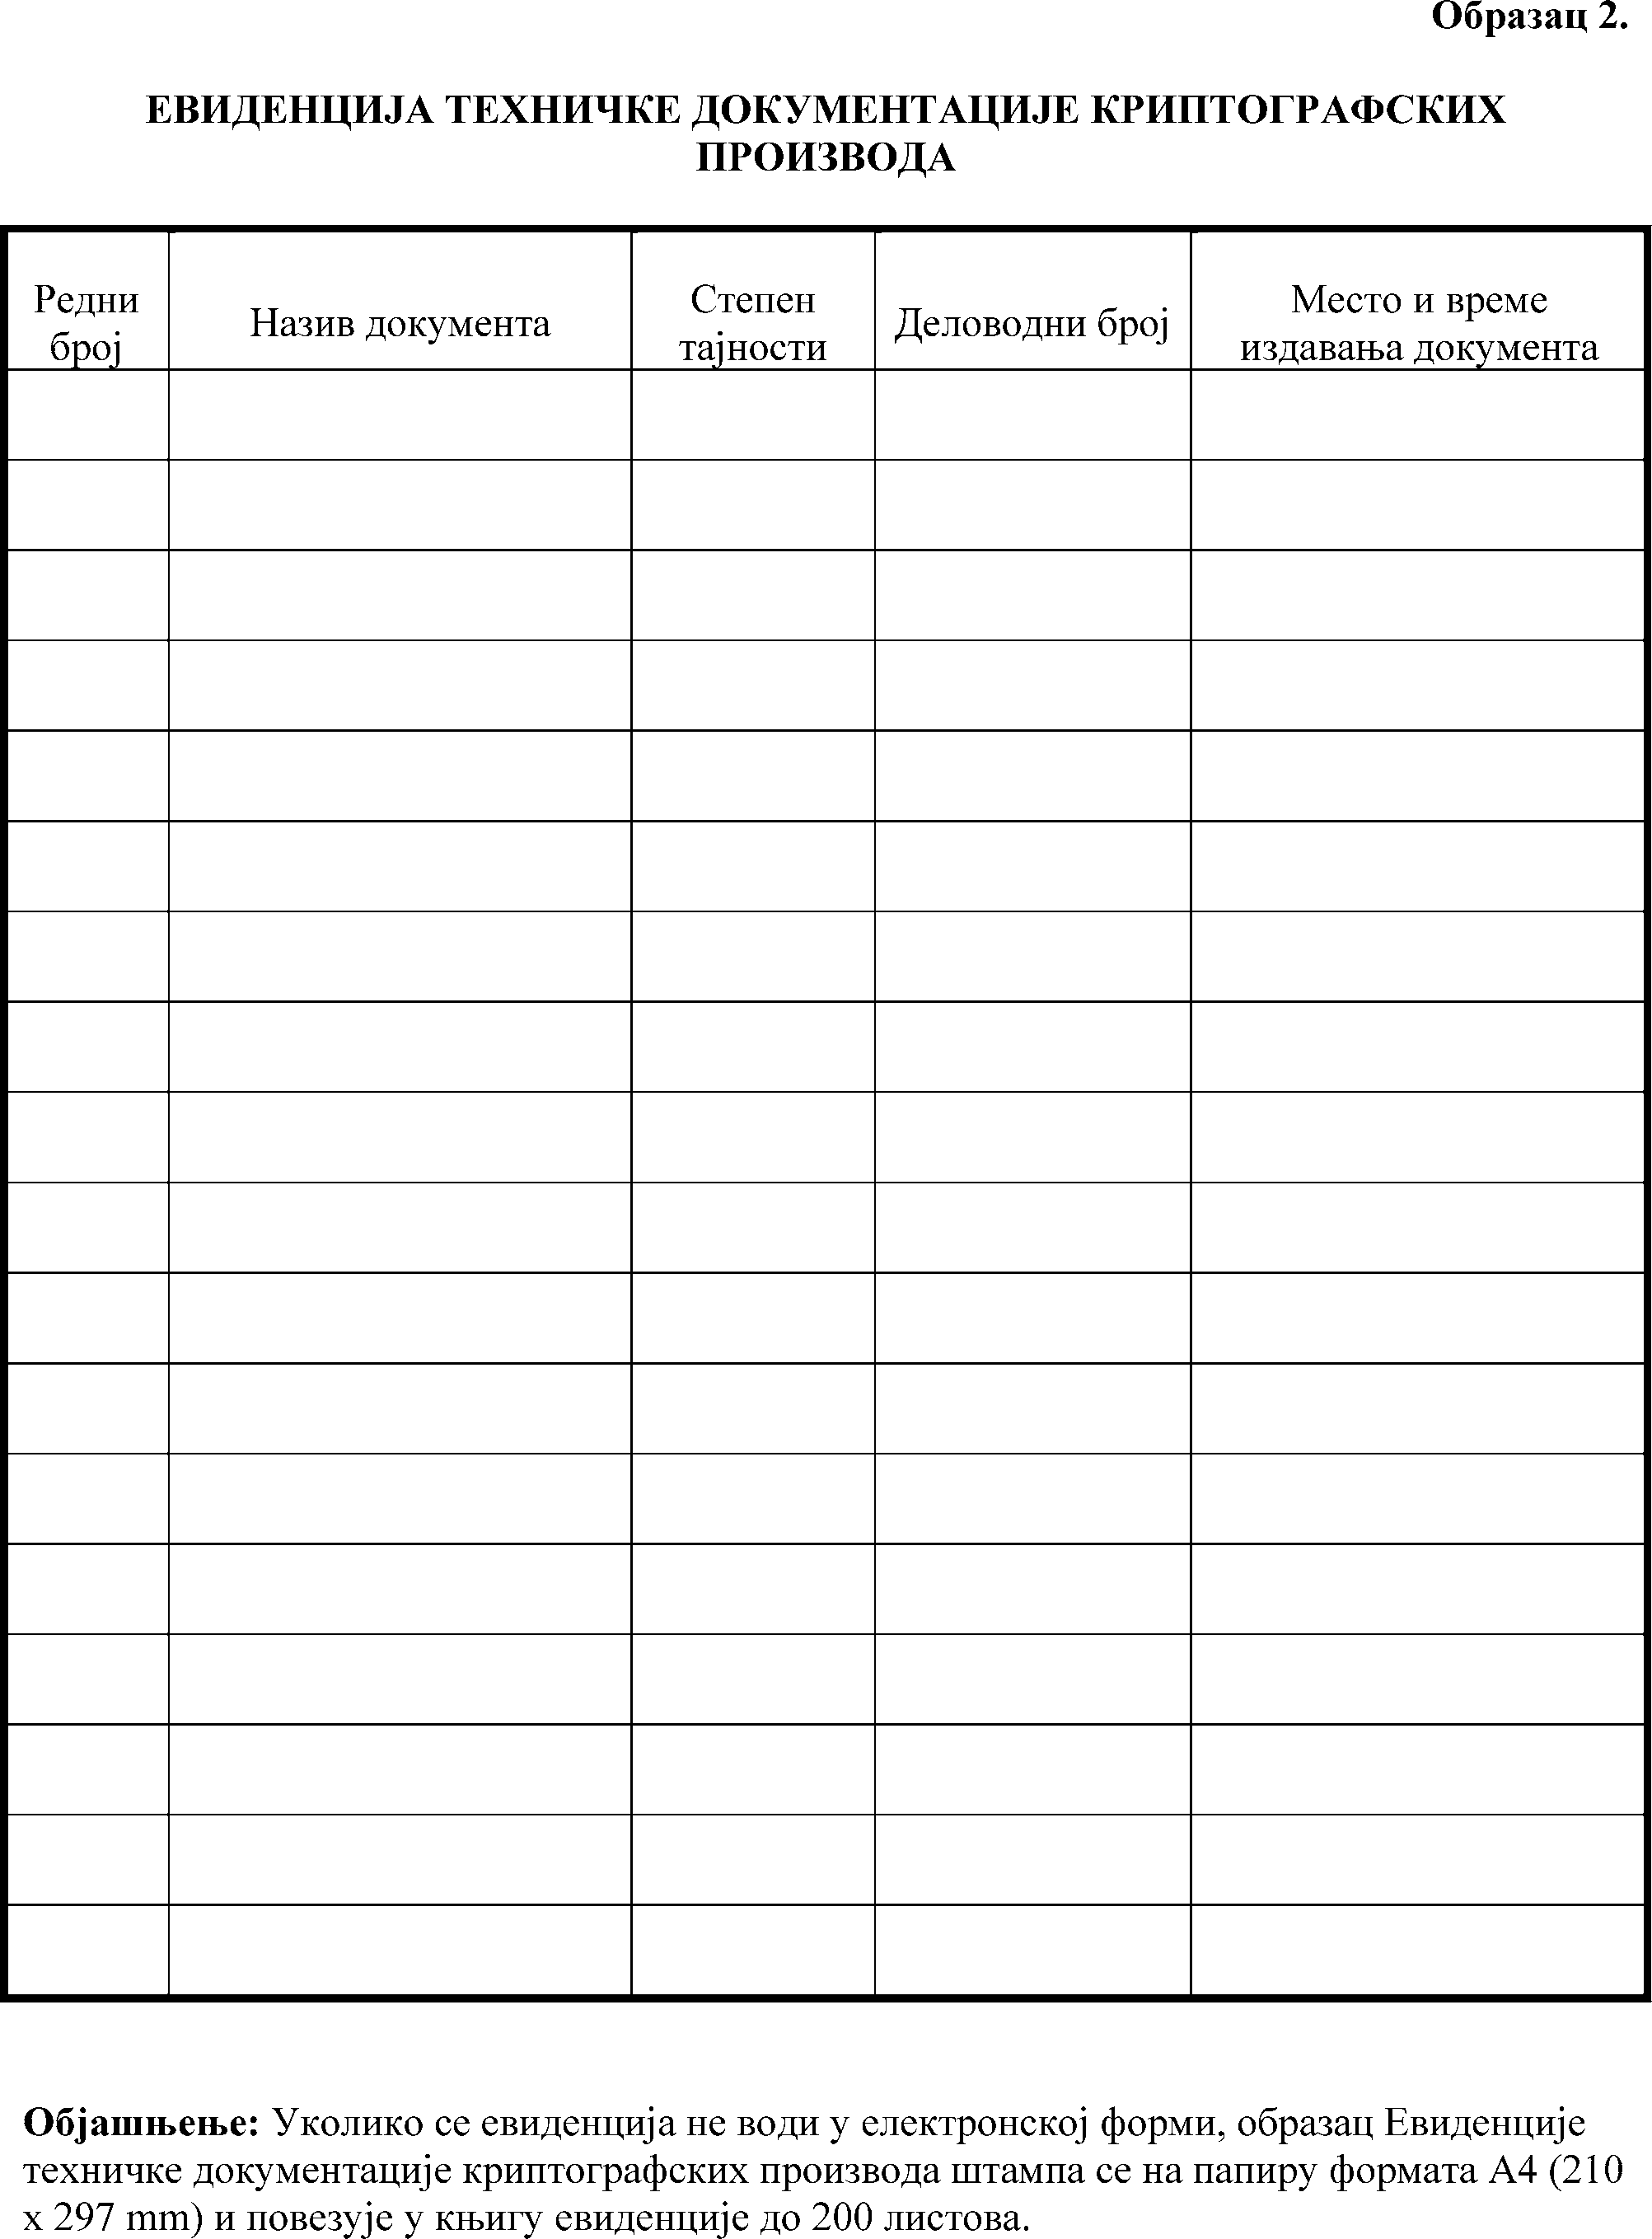 Образац 2.
ЕВИДЕНЦИЈА ТЕХНИЧКЕ ДОКУМЕНТАЦИЈЕ КРИПТОГРАФСКИХ
ПРОИЗВОДА
Редни
број
Назив документа
Степен
тајности
Деловодни број
Место и време
издавања документа
Објашњење: Уколико се евиденција не води у електронској форми, образац Евиденције
техничке документације криптографских производа штампа се на папиру формата А4 (210
x 297 mm) и повезује у књигу евиденције до 200 листова.